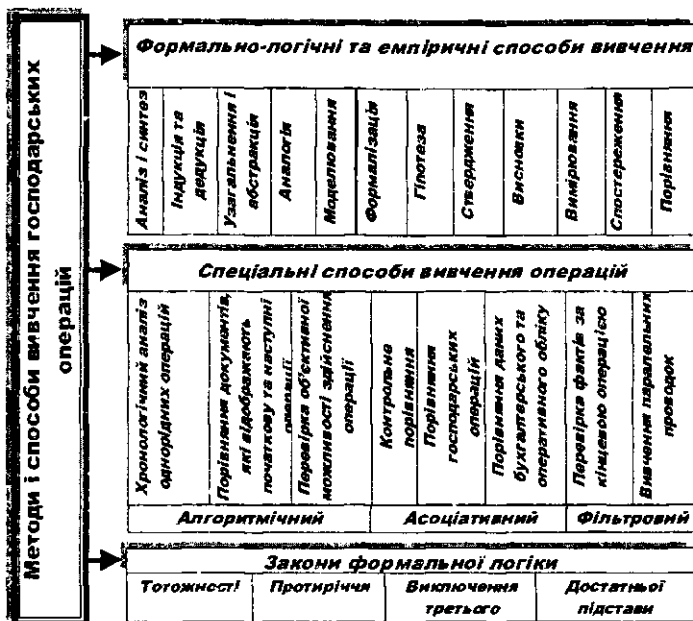 Методи і способи вивчення господарських
операцій
Формально-логічні та емпіричні способи вивчення
Аналіз і синтез
Індукція та
дедукція
Узагальнення і
абстракція
Аналогія
Моделювання
Формалізація
Гіпотеза
Ствердження
Висновки
Вимірювання
Спостереження
Порівняння
Спеціальні способи вивчення операцій
Хронологічний аналіз
однорідних операцій
Порівняння документів,
які відображають
початкову та наступні
операції
Перевірка об'єктивної
можливості здійснення
операції
Контрольне
порівняння
Порівняння
господарських
операцій
Порівняння даних
бухгалтерського та
оперативного обліку
Перевірка фактів за
кінцевою операцією
Вивчення паралельних
проводок
Алгоритмічний
Асоціативний
Фільтровий
Закони формальної логіки
Тотожності
Протиріччя
Виключення
третього
Достатньої
підстави